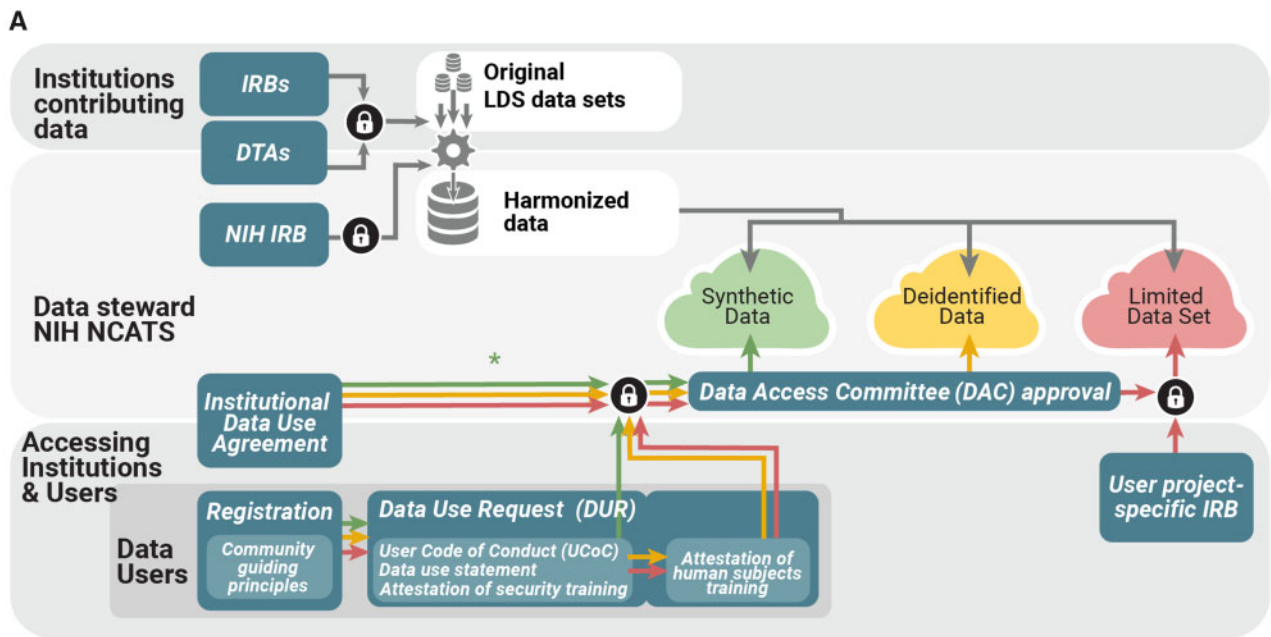 A
Institutions
contributing
data
IRBs
DTAs
Original
LDS data sets
NIH IRB
Harmonized
data
Data steward
NIH NCATS
Synthetic
Data
Deidentified
Data
Limited
Data Set
*
Institutional
Data Use
Agreement
Data Access Committee (DAC) approval
Accessing
Institutions
& Users
User project-
specific IRB
Data
Users
Registration
Community
guiding
principles
Data Use Request (DUR)
User Code of Conduct (UCoC)
Data use statement
Attestation of security training
Attestation of
human subjects
training